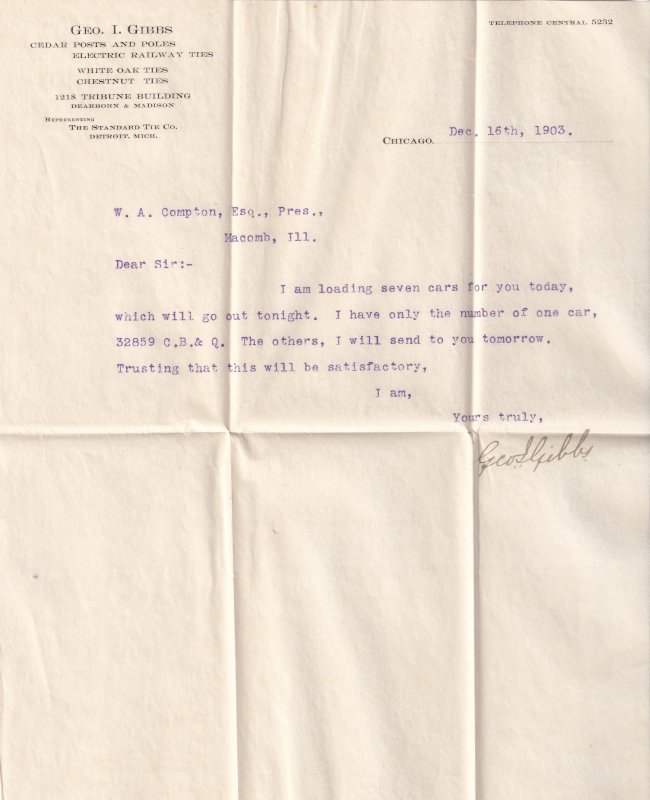 GEO. I. GIBBS
CEDAR POSTS AND POLES
ELECTRIC RAILWAY TIES
WHITE OAK TIES
CHESTNUT TIES
1218 TRIBUNE BUILDING
DEARBORN & MADISON
REPRESENTING
THE STANDARD TIE CO.
DETROIT, MICH.
TELEPHONE CENTRAL 5232
CHICAGO. Dec. 16th, 1903.
W. A. Compton, Esq., Pres.,
Macomb, Ill.
Dear Sir:-
I am loading seven cars for you today,
which will go out tonight. I have only the number of one car,
32859 C.B.& Q. The others, I will send to you tomorrow.
Trusting that this will be satisfactory,
I am,
Yours truly,
Geo I Gibbs